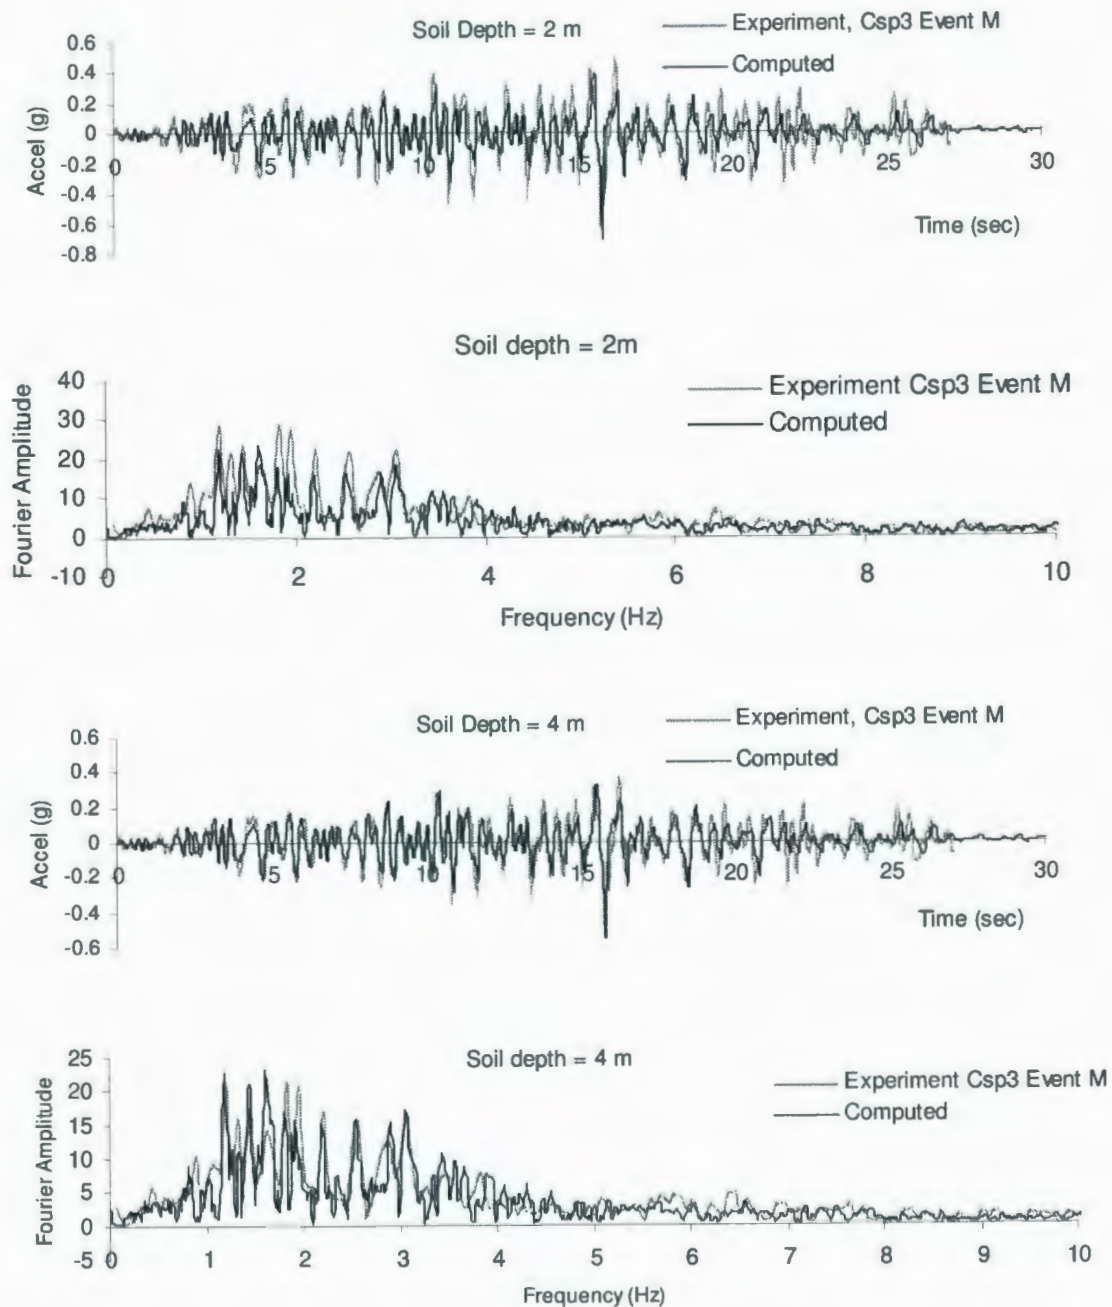 Soil Depth = 2 m
Experiment, Csp3 Event M
Computed
0.6
0.4
0.2
0
-0.2
-0.4
-0.6
-0.8
Accel (g)
0 5 10 15 20 25 30
Time (sec)
Soil depth = 2m
Experiment Csp3 Event M
Computed
40
30
20
10
0
-10
Fourier Amplitude
0 2 4 6 8 10
Frequency (Hz)
Soil Depth = 4 m
Experiment, Csp3 Event M
Computed
0.6
0.4
0.2
0
-0.2
-0.4
-0.6
Accel (g)
0 5 10 15 20 25 30
Time (sec)
Soil depth = 4 m
Experiment Csp3 Event M
Computed
25
20
15
10
5
0
-5
Fourier Amplitude
0 1 2 3 4 5 6 7 8 9 10
Frequency (Hz)